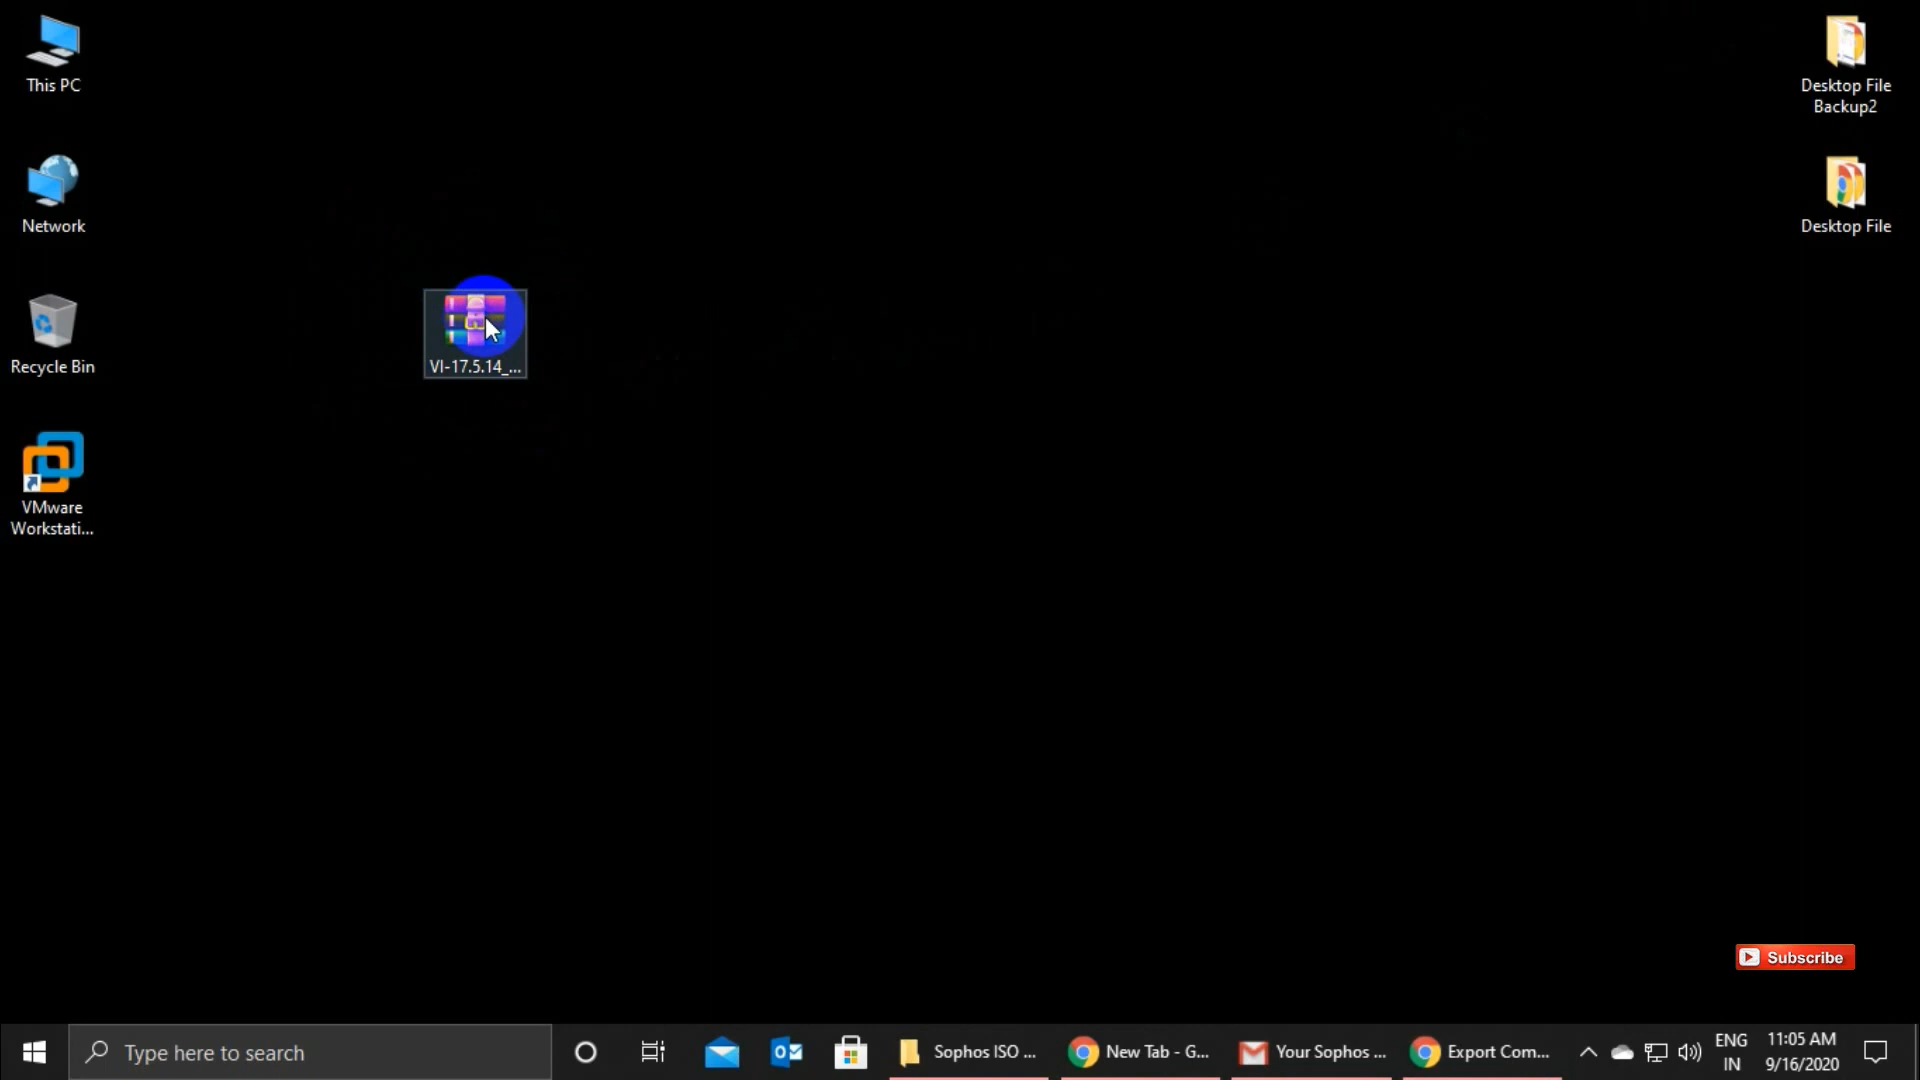 This PC
Network
Recycle Bin
VMware
Workstati...
VI-17.5.14_...
Desktop File
Backup2
Desktop File
Subscribe
Type here to search
Sophos ISO ...
New Tab - G...
Your Sophos ...
Export Com...
ENG
IN
11:05 AM
9/16/2020